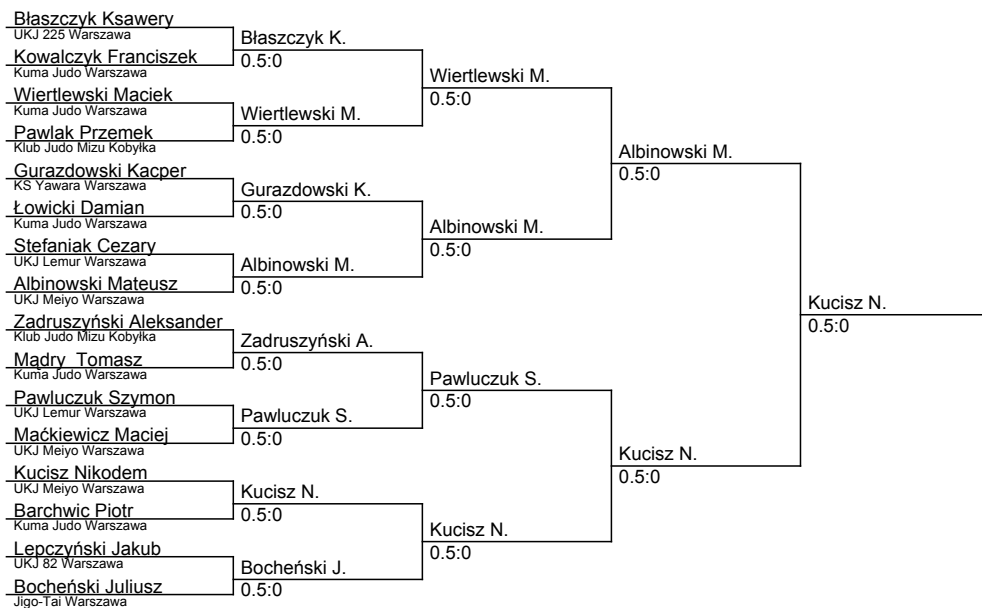 Błaszczyk Ksawery
UKJ 225 Warszawa
Kowalczyk Franciszek
Kuma Judo Warszawa
Wiertlewski Maciek
Kuma Judo Warszawa
Pawlak Przemek
Klub Judo Mizu Kobyłka
Gurazdowski Kacper
KS Yawara Warszawa
Łowicki Damian
Kuma Judo Warszawa
Stefaniak Cezary
UKJ Lemur Warszawa
Albinowski Mateusz
UKJ Meiyo Warszawa
Zadruszyński Aleksander
Klub Judo Mizu Kobyłka
Mądry  Tomasz
Kuma Judo Warszawa
Pawluczuk Szymon
UKJ Lemur Warszawa
Maćkiewicz Maciej
UKJ Meiyo Warszawa
Kucisz Nikodem
UKJ Meiyo Warszawa
Barchwic Piotr
Kuma Judo Warszawa
Lepczyński Jakub
UKJ 82 Warszawa
Bocheński Juliusz
Jigo-Tai Warszawa
Błaszczyk K.
0.5:0
Wiertlewski M.
0.5:0
Gurazdowski K.
0.5:0
Albinowski M.
0.5:0
Zadruszyński A.
0.5:0
Pawluczuk S.
0.5:0
Kucisz N.
0.5:0
Bocheński J.
0.5:0
Wiertlewski M.
0.5:0
Albinowski M.
0.5:0
Pawluczuk S.
0.5:0
Kucisz N.
0.5:0
Albinowski M.
0.5:0
Kucisz N.
0.5:0
Kucisz N.
0.5:0